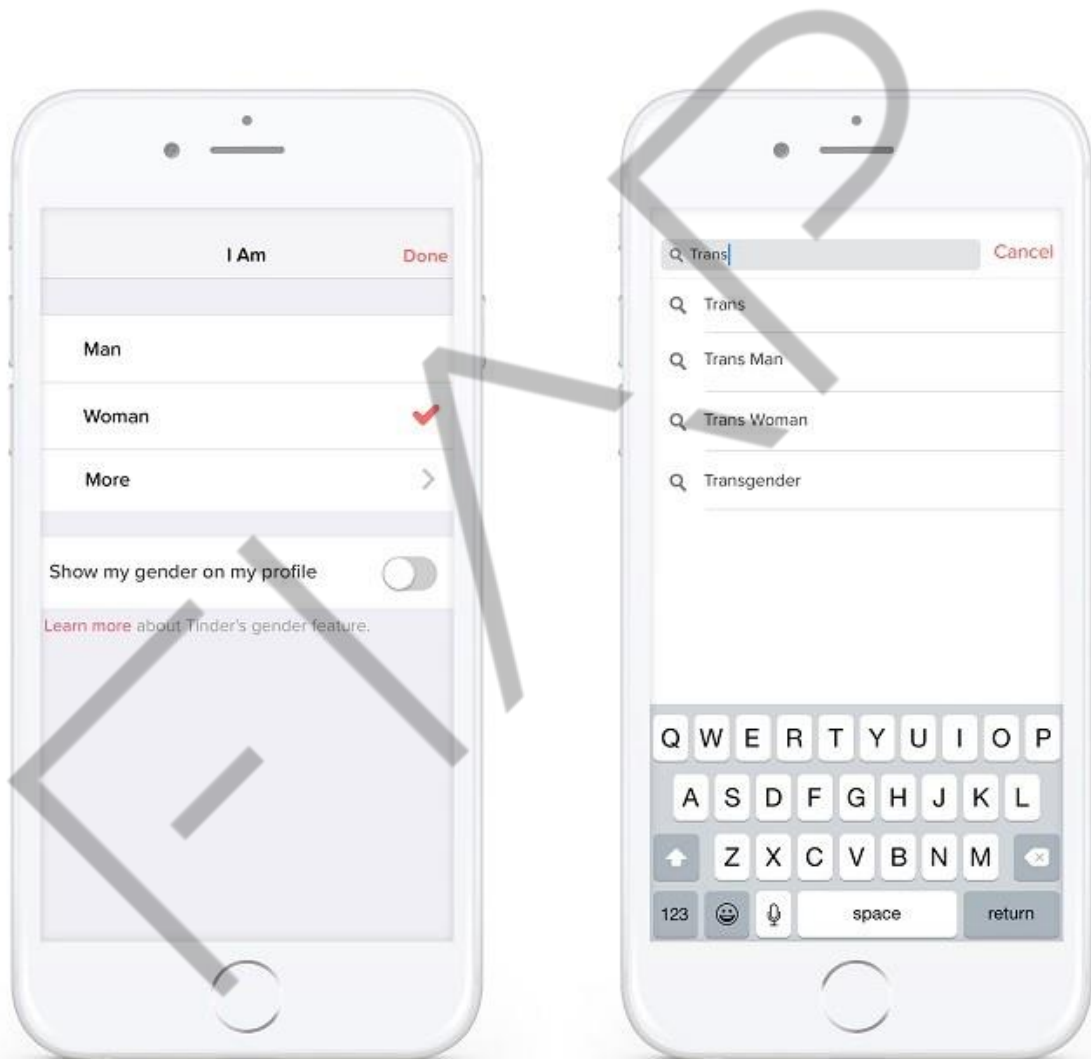 I Am
Done
Man
Woman
More
Show my gender on my profile
Learn more about Tinder's gender feature.
Trans
Cancel
Trans
Trans Man
Trans Woman
Transgender
Q W E R T Y U I O P
A S D F G H J K L
Z X C V B N M
123
space
return